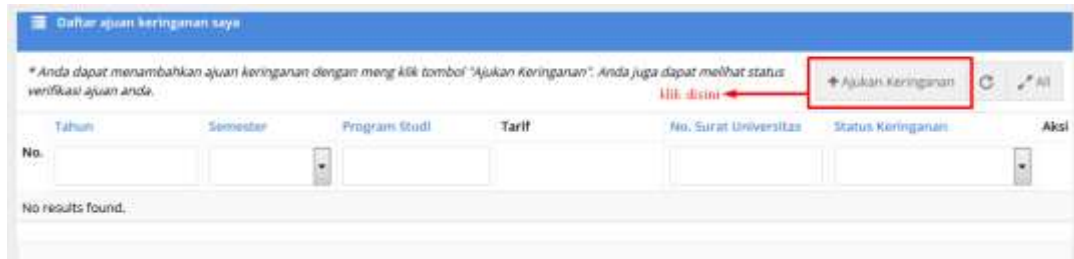 Daftar ajuan keringanan saya
* Anda dapat menambahkan ajuan keringanan dengan meng klik tombol "Ajukan Keringanan". Anda juga dapat melihat status
verifikasi ajuan anda.
klik disini
+ Ajukan Keringanan
All
Tahun Semester Program Studi Tarif No. Surat Universitas Status Keringanan Aksi
No.
No results found.